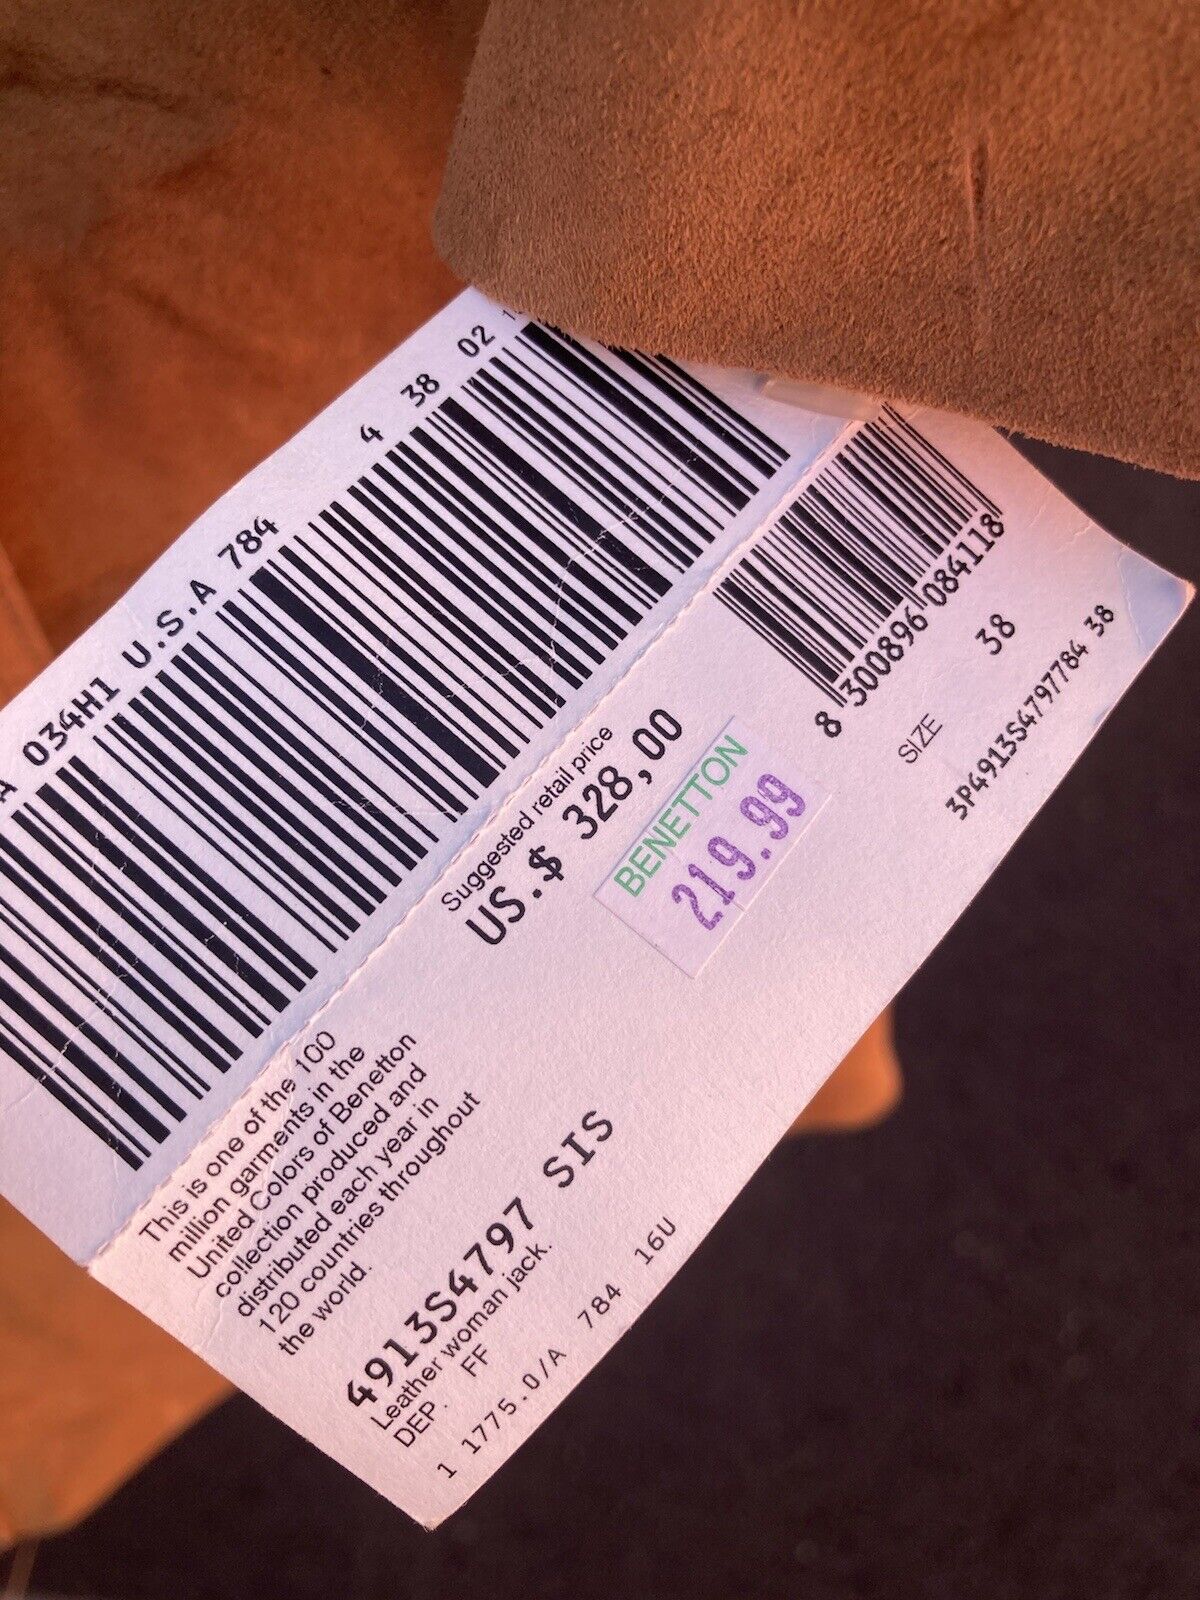 A 034H1 U.S.A 784 4 38 02
8 300896 084118
SIZE 38
3P4913S4797784 38
Suggested retail price
US.$ 328,00
BENETTON
219.99
This is one of the 100
million garments in the
United Colors of Benetton
collection produced and
distributed each year in
120 countries throughout
the world.
4913S4797 SIS
Leather woman jack.
DEP. FF
1 1775.0/A 784 16U